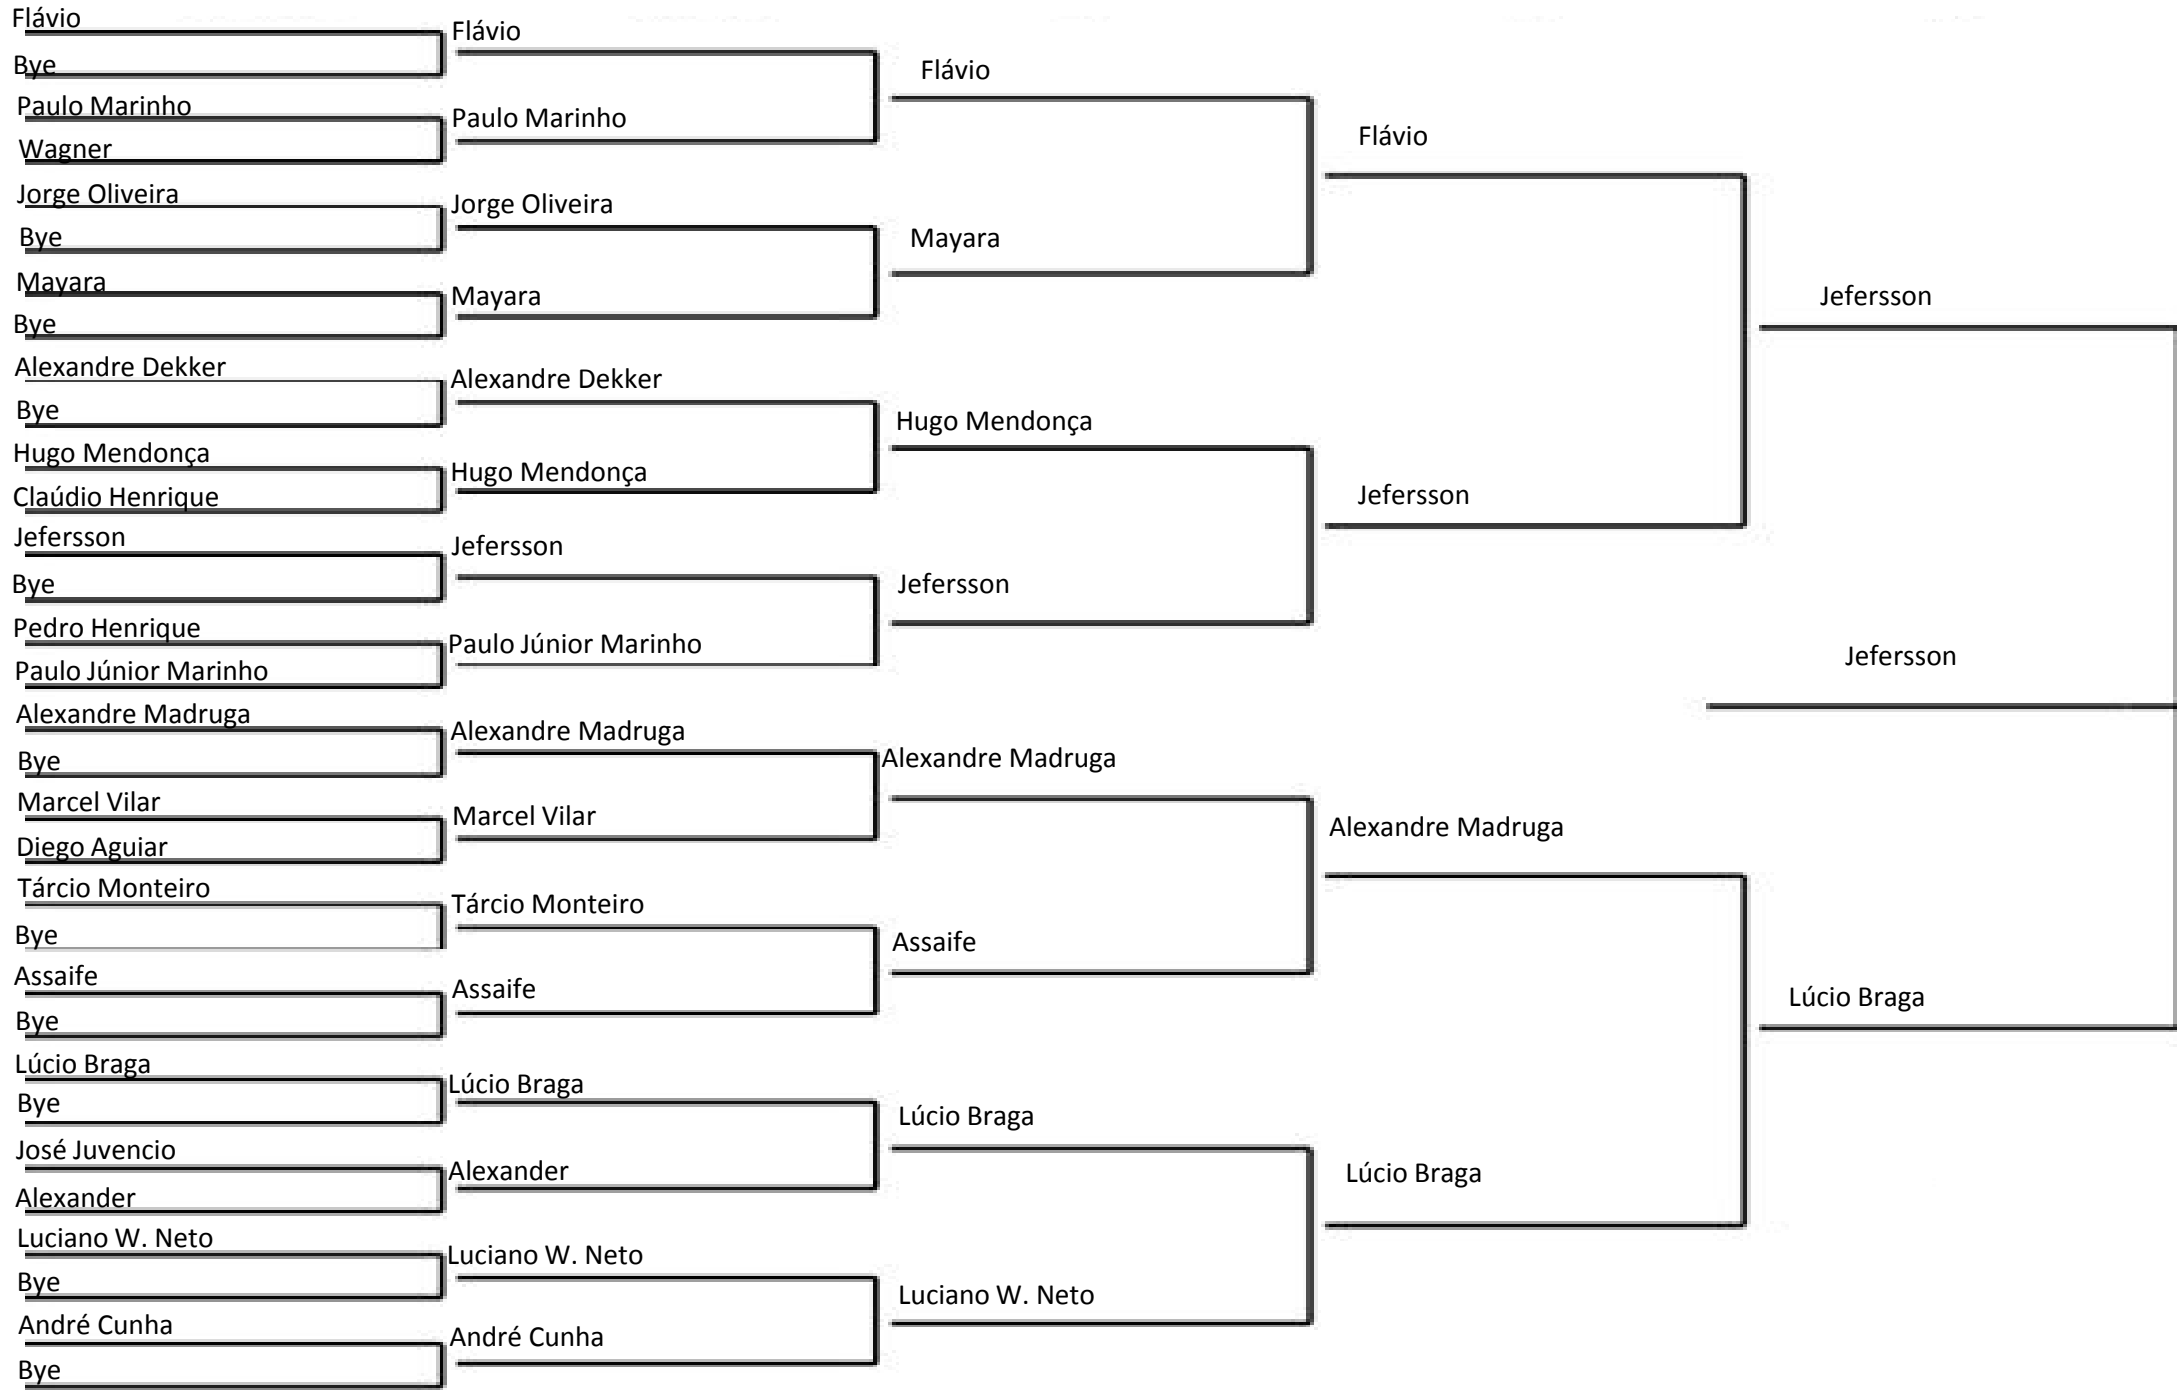 Flávio
Bye
Paulo Marinho
Wagner
Jorge Oliveira
Bye
Mayara
Bye
Alexandre Dekker
Bye
Hugo Mendonça
Claúdio Henrique
Jefersson
Bye
Pedro Henrique
Paulo Júnior Marinho
Alexandre Madruga
Bye
Marcel Vilar
Diego Aguiar
Tárcio Monteiro
Bye
Assaife
Bye
Lúcio Braga
Bye
José Juvencio
Alexander
Luciano W. Neto
Bye
André Cunha
Bye
Flávio
Paulo Marinho
Jorge Oliveira
Mayara
Alexandre Dekker
Hugo Mendonça
Jefersson
Paulo Júnior Marinho
Alexandre Madruga
Marcel Vilar
Tárcio Monteiro
Assaife
Lúcio Braga
Alexander
Luciano W. Neto
André Cunha
Flávio
Mayara
Hugo Mendonça
Jefersson
Alexandre Madruga
Assaife
Lúcio Braga
Luciano W. Neto
Flávio
Jefersson
Alexandre Madruga
Lúcio Braga
Jefersson
Lúcio Braga
Jefersson